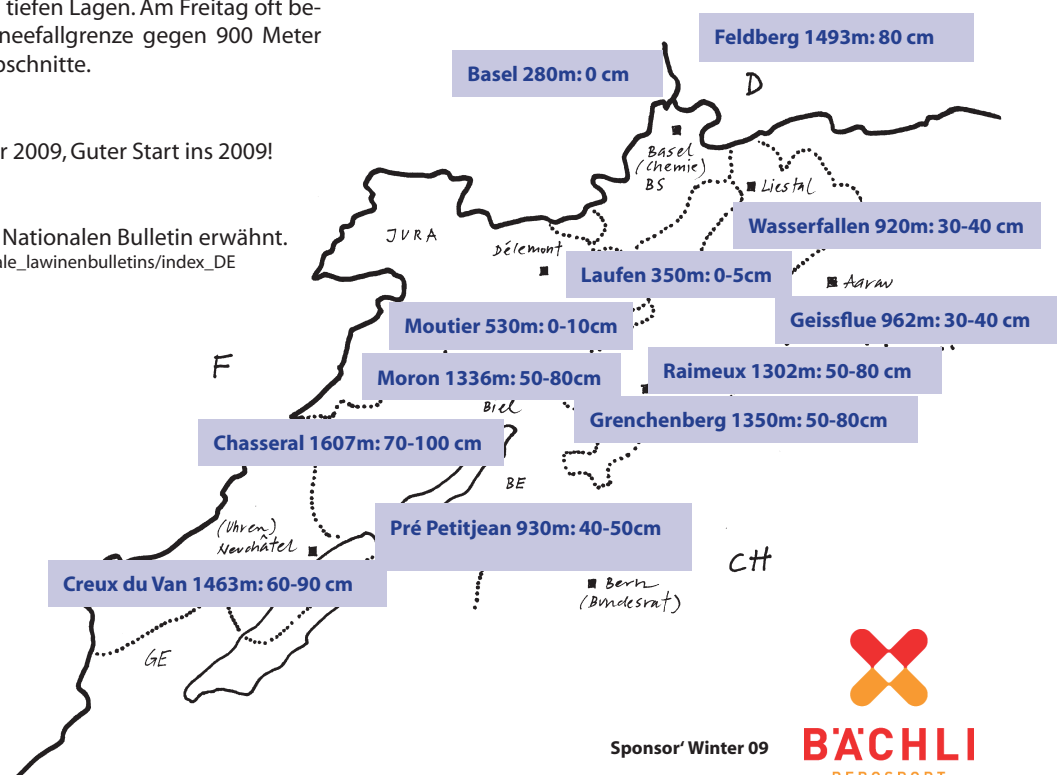 tiefen Lagen. Am Freitag oft be-
neefallgrenze gegen 900 Meter
oschnitte.
r 2009, Guter Start ins 2009!
Nationalen Bulletin erwähnt.
ale_lawinenbulletins/index_DE
Feldberg 1493m: 80 cm
Basel 280m: 0 cm
D
Basel
(Chemie)
BS
Liestal
Wasserfallen 920m: 30-40 cm
JURA
Délemont
Laufen 350m: 0-5cm
Aarau
Moutier 530m: 0-10cm
Geissflue 962m: 30-40 cm
F
Moron 1336m: 50-80cm
Raimeux 1302m: 50-80 cm
Biel
Grenchenberg 1350m: 50-80cm
Chasseral 1607m: 70-100 cm
BE
(Uhren)
Neuchâtel
Pré Petitjean 930m: 40-50cm
CH
Creux du Van 1463m: 60-90 cm
Bern
(Bundesrat)
GE
Sponsor‘ Winter 09
BÄCHLI
BERGSPORT